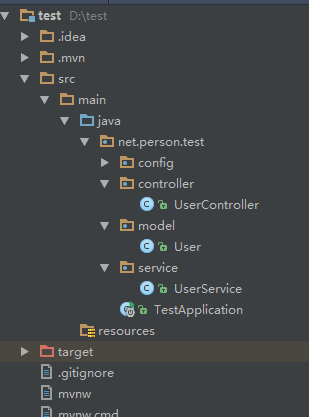 test D:\test
.idea
.mvn
src
main
java
net.person.test
config
controller
C UserController
model
C User
service
C UserService
TestApplication
resources
target
.gitignore
mvnw
mvnw.cmd